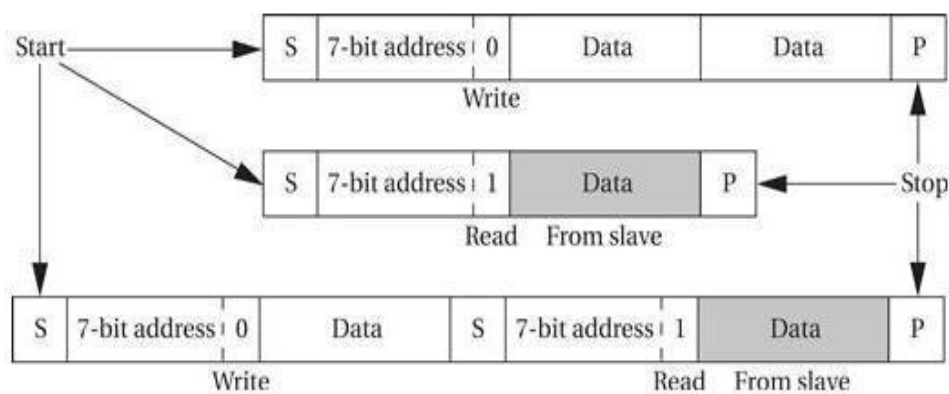 Start S 7-bit address 0 Data Data P
Write
S 7-bit address 1 Data P Stop
Read From slave
S 7-bit address 0 Data S 7-bit address 1 Data P
Write Read From slave